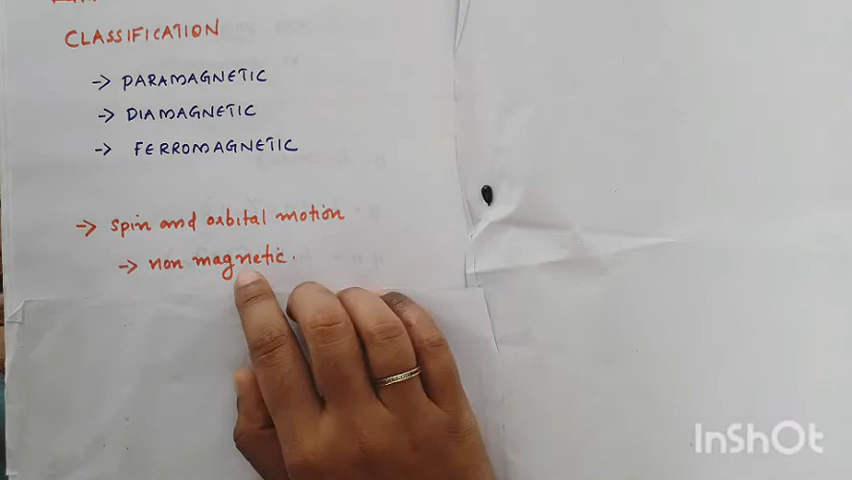 CLASSIFICATION
-> PARAMAGNETIC
-> DIAMAGNETIC
-> FERROMAGNETIC
-> spin and orbital motion
-> non magnetic.
InShOt